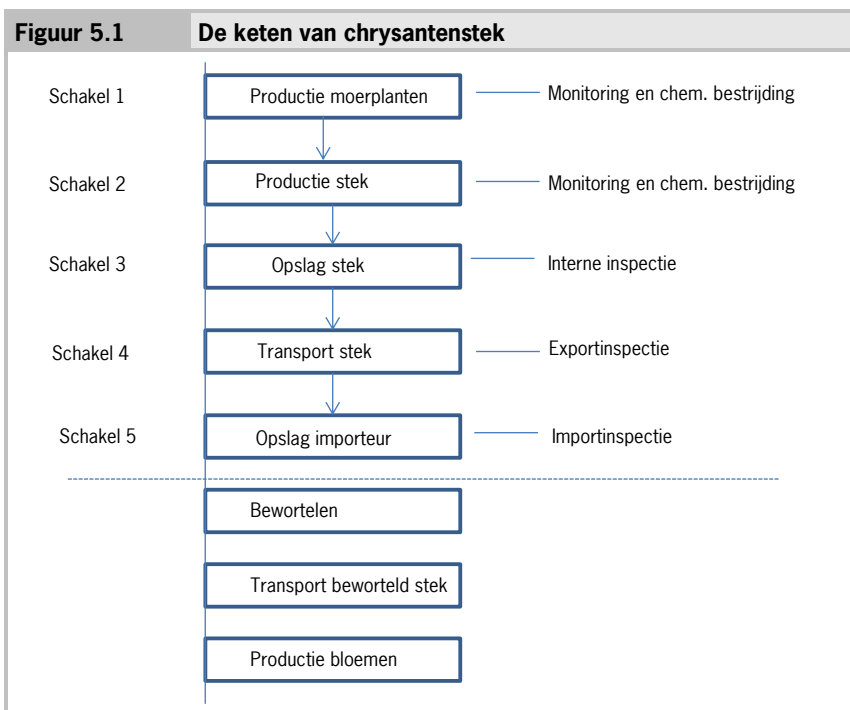 Figuur 5.1 De keten van chrysantenstek
Schakel 1 Productie moerplanten Monitoring en chem. bestrijding
Schakel 2 Productie stek Monitoring en chem. bestrijding
Schakel 3 Opslag stek Interne inspectie
Schakel 4 Transport stek Exportinspectie
Schakel 5 Opslag importeur Importinspectie
Bewortelen
Transport beworteld stek
Productie bloemen